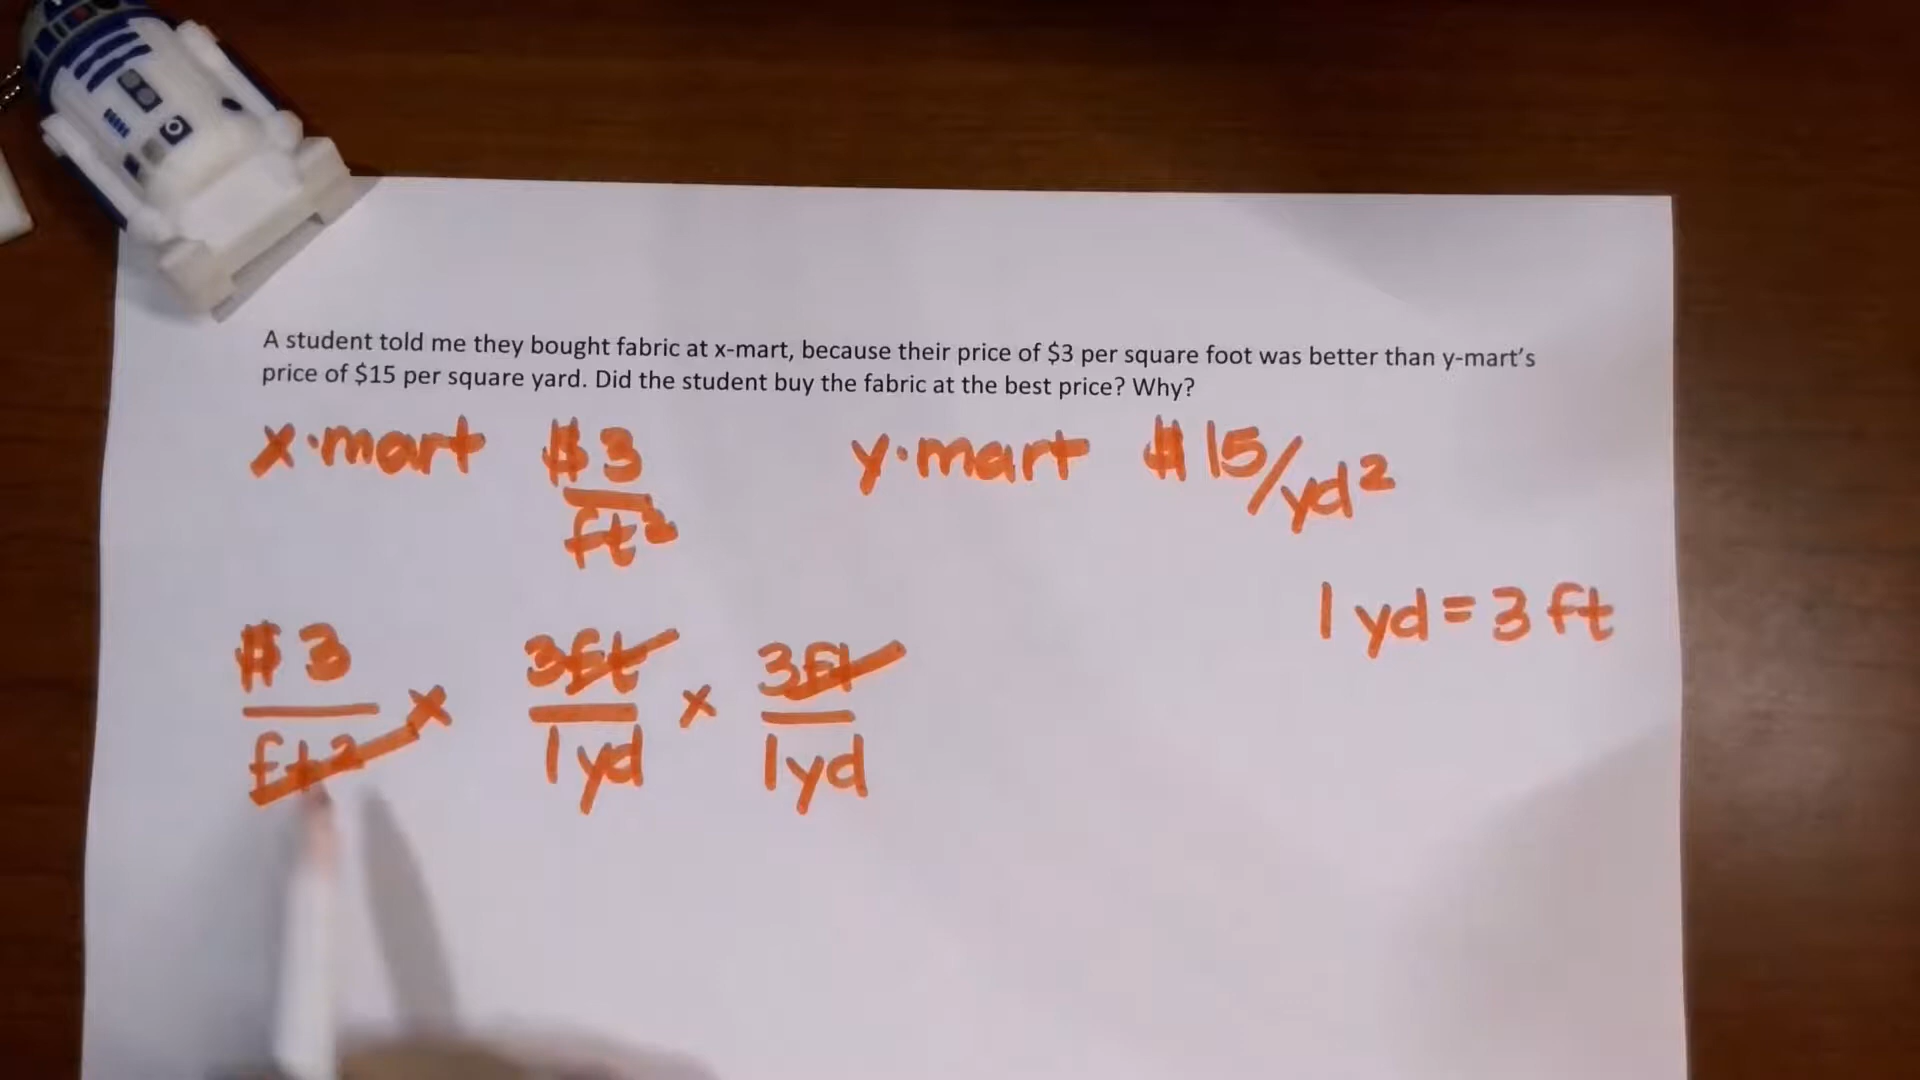 A student told me they bought fabric at x-mart, because their price of $3 per square foot was better than y-mart's
price of $15 per square yard. Did the student buy the fabric at the best price? Why?
x-mart $3/ft² y-mart $15/yd²
1 yd = 3 ft
$3/ft² x 3ft/1yd x 3ft/1yd